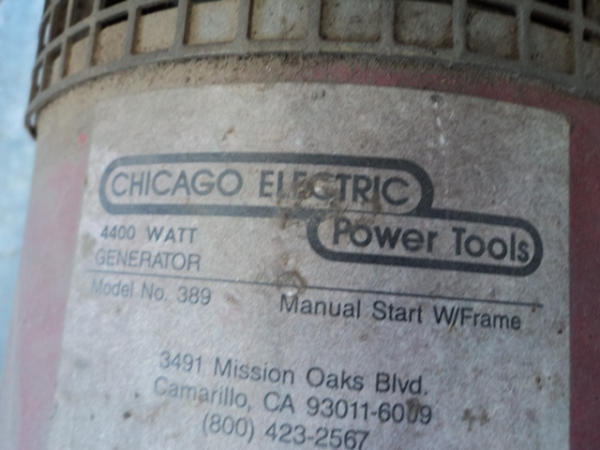 CHICAGO ELECTRIC
Power Tools
4400 WATT
GENERATOR
Model No. 389
Manual Start W/Frame
3491 Mission Oaks Blvd.
Camarillo, CA 93011-6009
(800) 423-2567